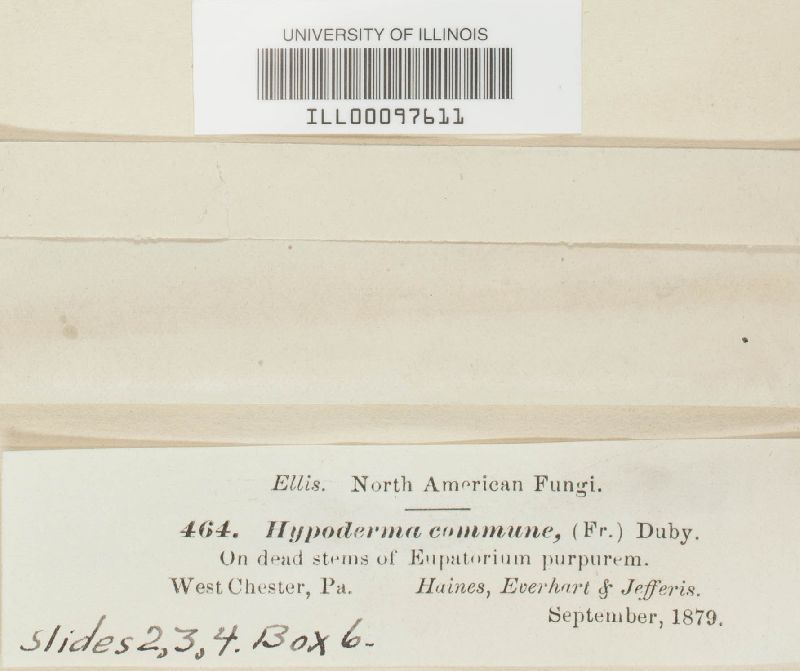 UNIVERSITY OF ILLINOIS
ILL00097611
Ellis. North American Fungi.
464. Hypoderma commune, (Fr.) Duby.
On dead stems of Eupatorium purpurem.
West Chester, Pa. Haines, Everhart & Jefferis.
September, 1879.
slides 2,3,4. Box 6-